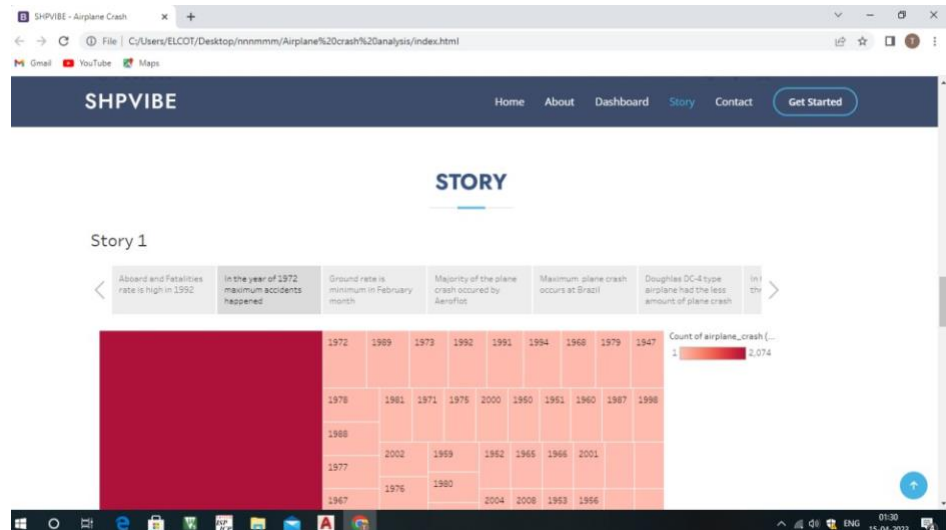 SHPVIBE - Airplane Crash
File | C:/Users/ELCOT/Desktop/nnnmmm/Airplane%20crash%20analysis/index.html
Gmail YouTube Maps
SHPVIBE
Home About Dashboard Story Contact Get Started
STORY
Story 1
Aboard and Fatalities
rate is high in 1992
In the year of 1972
maximum accidents
happened
Ground rate is
minimum in February
month
Majority of the plane
crash occured by
Aeroflot
Maximum plane crash
occurs at Brazil
Doughlas DC-4 type
airplane had the less
amount of plane crash
1972 1989 1973 1992 1991 1994 1968 1979 1947
Count of airplane_crash (...
1 2,074
1978 1981 1971 1975 2000 1950 1951 1960 1987 1998
1988
2002 1959 1952 1965 1966 2001
1977
1976 1980
1967 2004 2008 1953 1956
ENG 01:30
15-04-2023